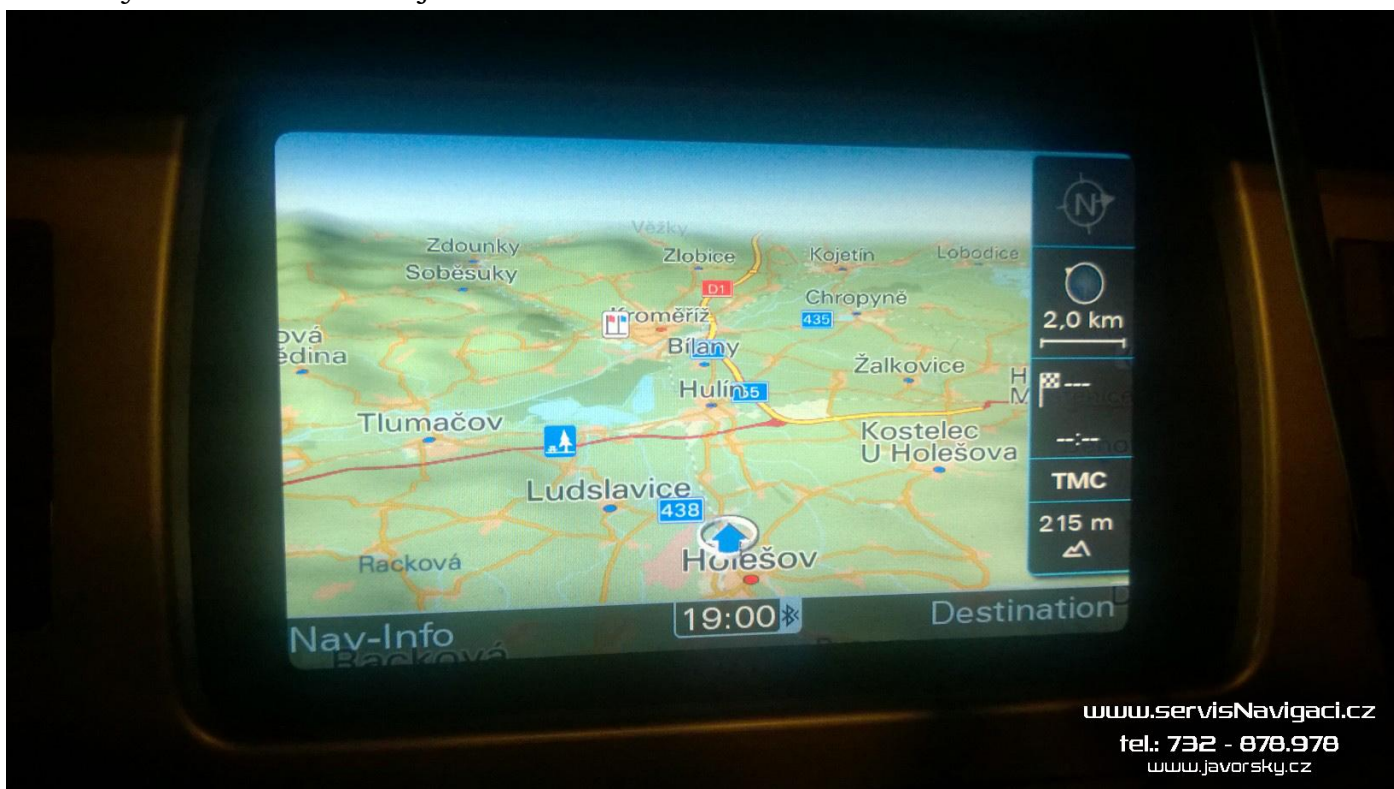 N
Věžky
Zdounky
Zlobice
Kojetín
Lobodice
Soběsuky
D1
Chropyně
2,0 km
Kroměříž
435
Bílany
Žalkovice
Hulín
55
---
Tlumačov
Kostelec
U Holešova
--:--
TMC
Ludslavice
438
215 m
Racková
Holešov
19:00
Destination
Nav-Info
Racková
www.servisNavigaci.cz
tel.: 732 - 878.978
www.javorsky.cz